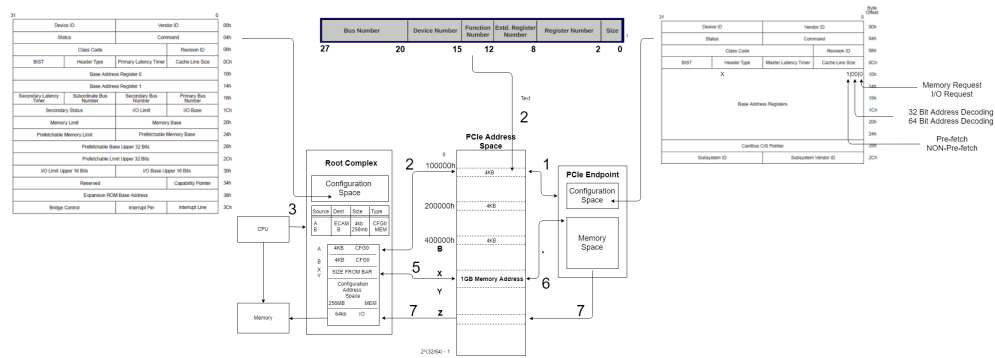 31 0
Device ID Vendor ID 00h
Status Command 04h
Class Code Revision ID 08h
BIST Header Type Primary Latency Timer Cache Line Size 0Ch
Base Address Register 0 10h
Base Address Register 1 14h
Secondary Latency Timer Subordinate Bus Number Secondary Bus Number Primary Bus Number 18h
Secondary Status I/O Limit I/O Base 1Ch
Memory Limit Memory Base 20h
Prefetchable Memory Limit Prefetchable Memory Base 24h
Prefetchable Base Upper 32 Bits 28h
Prefetchable Limit Upper 32 Bits 2Ch
I/O Limit Upper 16 Bits I/O Base Upper 16 Bits 30h
Reserved Capability Pointer 34h
Expansion ROM Base Address 38h
Bridge Control Interrupt Pin Interrupt Line 3Ch
Bus Number Device Number Function Number Extd. Register Number Register Number Size
27 20 15 12 8 2 0
Text
2
31 0 Byte Offset
Device ID Vendor ID 00h
Status Command 04h
Class Code Revision ID 08h
BIST Header Type Master Latency Timer Cache Line Size 0Ch
X 1|00|0 10h
14h
18h
Base Address Registers
1Ch
20h
24h
Cardbus CIS Pointer 28h
Subsystem ID Subsystem Vendor ID 2Ch
Memory Request
I/O Request
32 Bit Address Decoding
64 Bit Address Decoding
Pre-fetch
NON-Pre-fetch
CPU
Memory
3
Root Complex
Configuration
Space
Source Dest Size Type
A ECAM 4kb CFG0
B B 256mb MEM
A 4KB CFG0
B 4KB CFG0
X
Y SIZE FROM BAR
Configuration
Address
Space
256MB MEM
64kb IO
2
5
7
PCIe Address
Space
0
100000h 4KB
200000h 4KB
400000h 4KB
B
X 1GB Memory Address
Y
Z
2^(32/64) - 1
1
6
7
PCIe Endpoint
Configuration
Space
Memory
Space